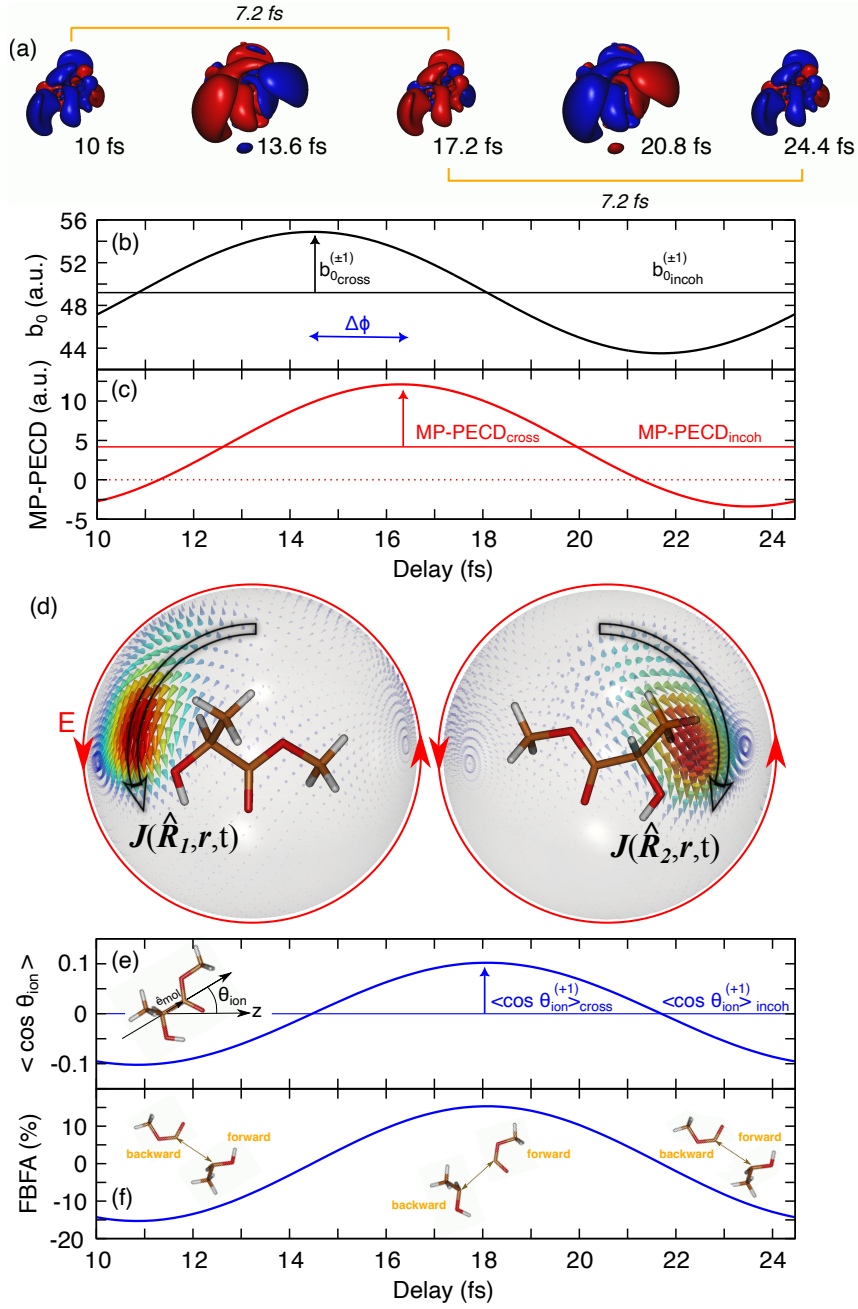 7.2 fs
(a)
10 fs 13.6 fs 17.2 fs 20.8 fs 24.4 fs
7.2 fs
56
52
48
44
b₀ (a.u.)
(b)
b₀cross^(±1)
b₀incoh^(±1)
Δϕ
10
5
0
-5
MP-PECD (a.u.)
(c)
MP-PECDcross
MP-PECDincoh
10 12 14 16 18 20 22 24
Delay (fs)
(d)
E
J(R̂₁,r,t)
J(R̂₂,r,t)
0.1
0
-0.1
< cos θion >
(e)
êmol
θion
z
<cos θion^(+1)>cross
<cos θion^(+1)>incoh
10
0
-10
-20
FBFA (%)
(f)
backward
forward
backward
forward
backward
forward
10 12 14 16 18 20 22 24
Delay (fs)